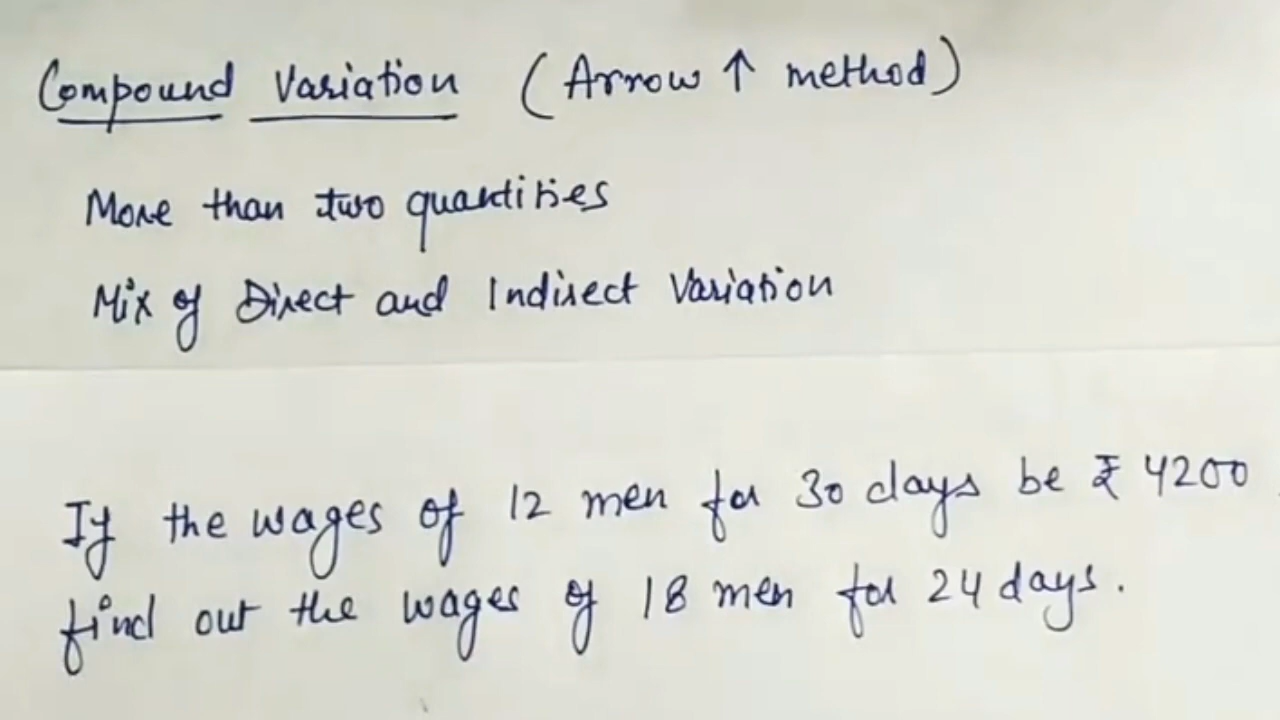 Compound Variation (Arrow ↑ method)
More than two quantities
Mix of Direct and Indirect Variation
If the wages of 12 men for 30 days be ₹ 4200.
find out the wages of 18 men for 24 days.